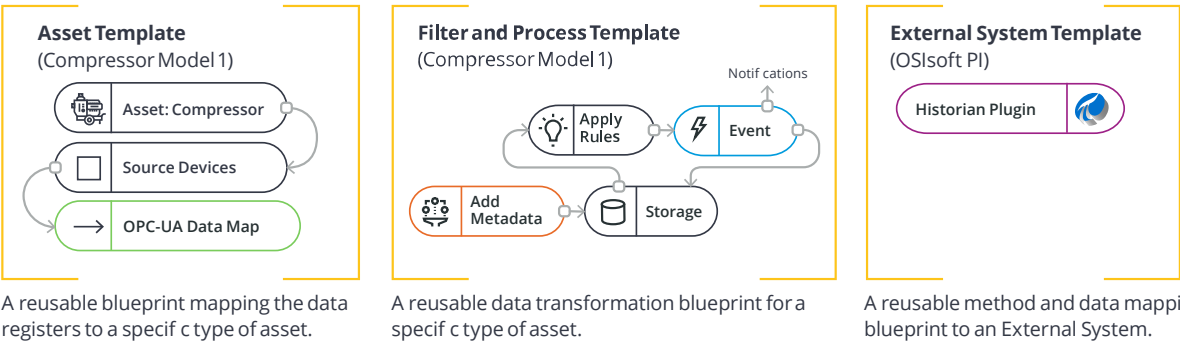 Asset Template
(Compressor Model 1)
Asset: Compressor
Source Devices
OPC-UA Data Map
A reusable blueprint mapping the data
registers to a specif c type of asset.
Filter and Process Template
(Compressor Model 1)
Notif cations
Apply
Rules
Event
Add
Metadata
Storage
A reusable data transformation blueprint for a
specif c type of asset.
External System Template
(OSIsoft PI)
Historian Plugin
A reusable method and data mappi
blueprint to an External System.